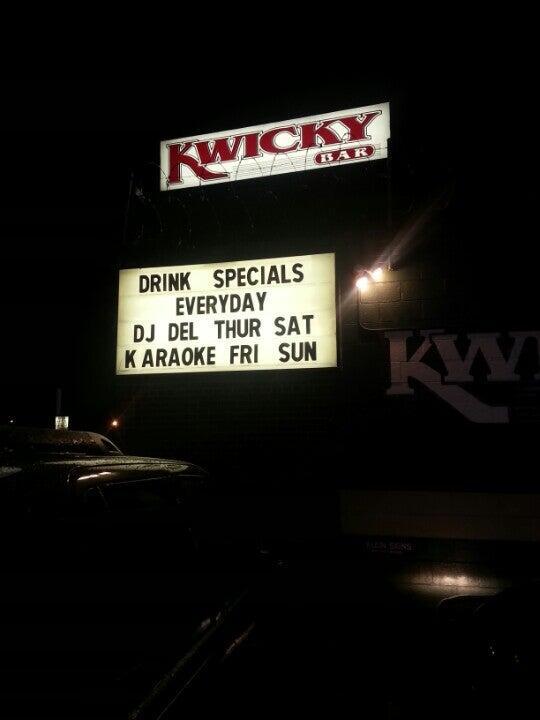 KWICKY
BAR
DRINK SPECIALS
EVERYDAY
DJ DEL THUR SAT
KARAOKE FRI SUN
KW